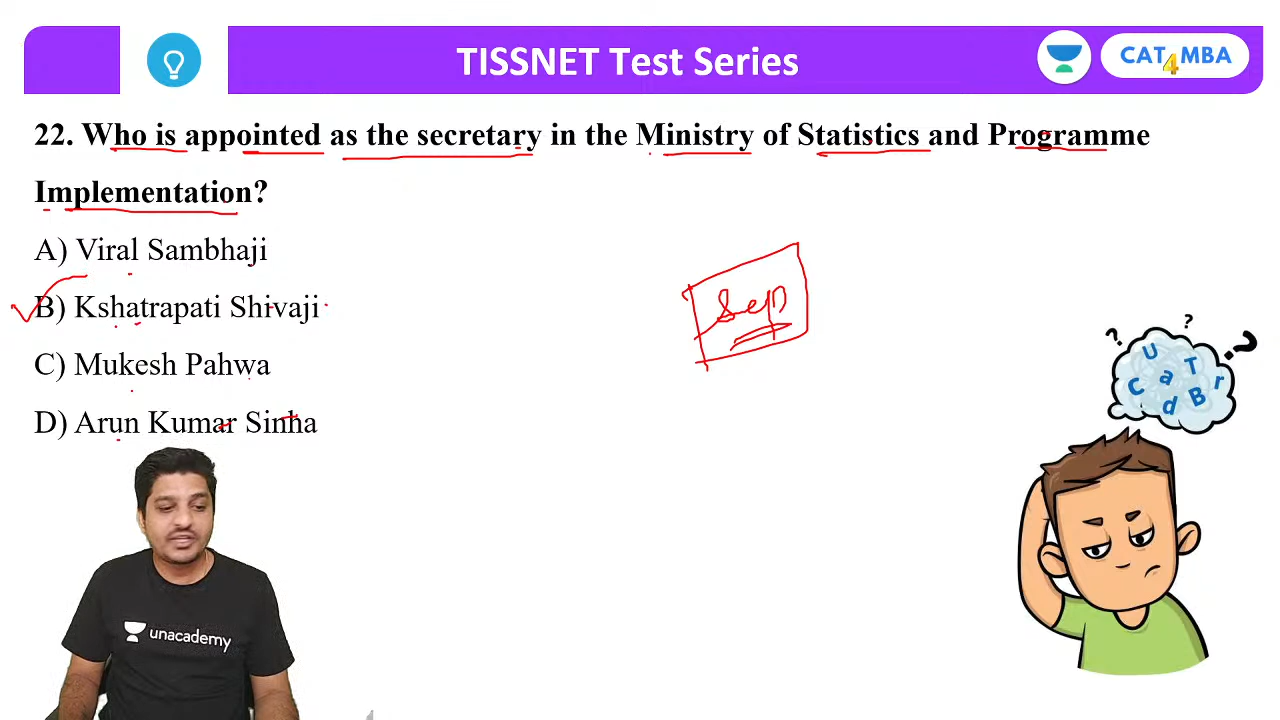 TISSNET Test Series
CAT4MBA
22. Who is appointed as the secretary in the Ministry of Statistics and Programme
Implementation?
A) Viral Sambhaji
B) Kshatrapati Shivaji
C) Mukesh Pahwa
D) Arun Kumar Sinha
Sep
? ? ?
U T r
C a B
d
unacademy